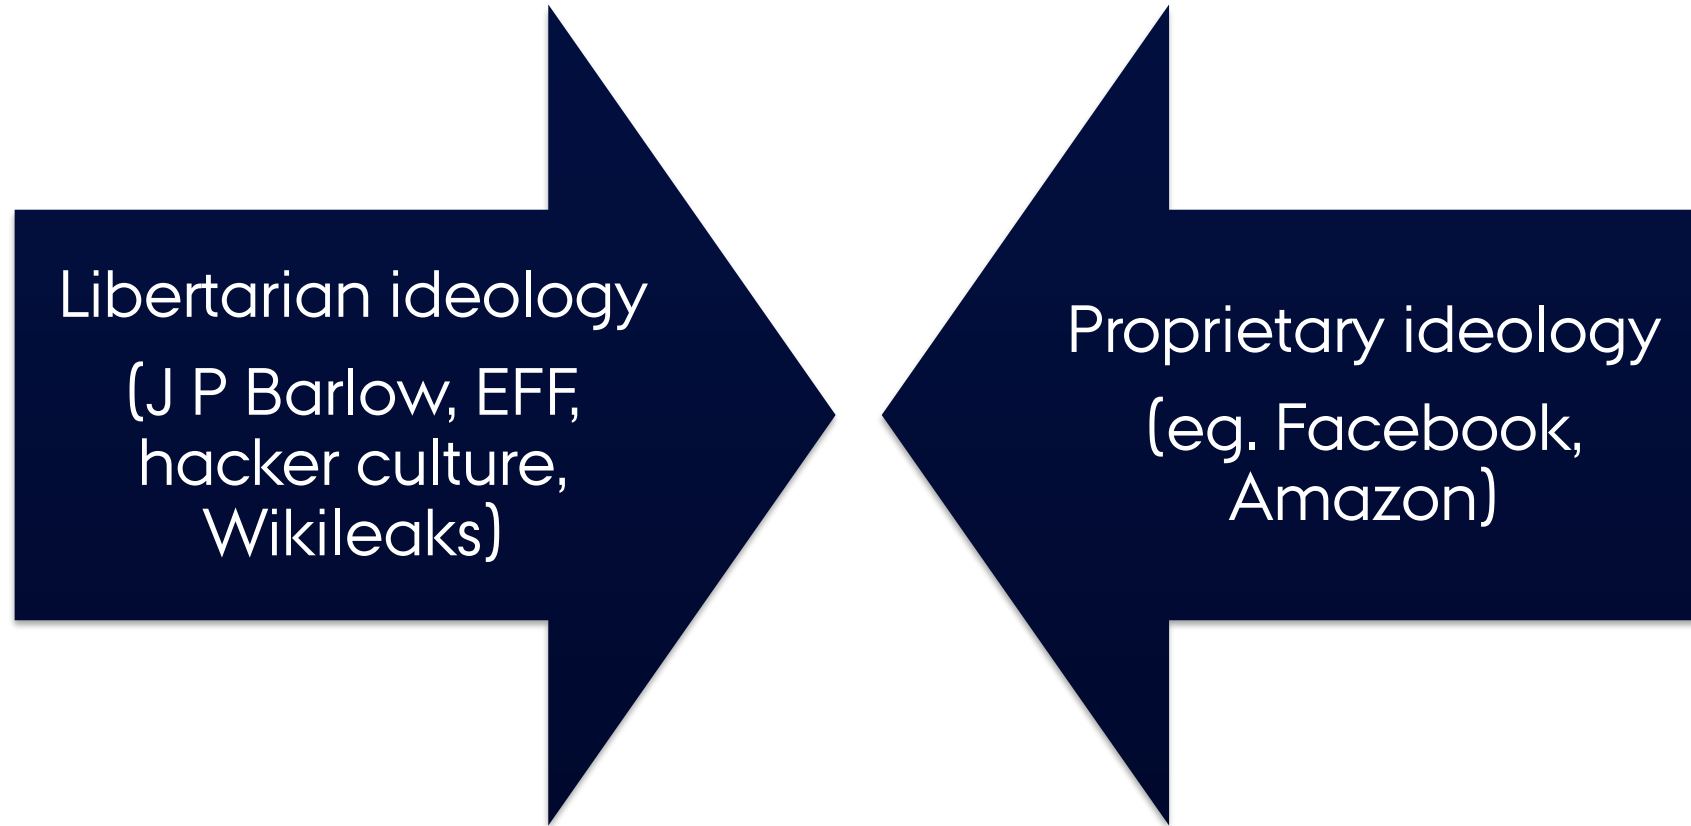 Libertarian ideology
(J P Barlow, EFF,
hacker culture,
Wikileaks)
Proprietary ideology
(eg. Facebook,
Amazon)